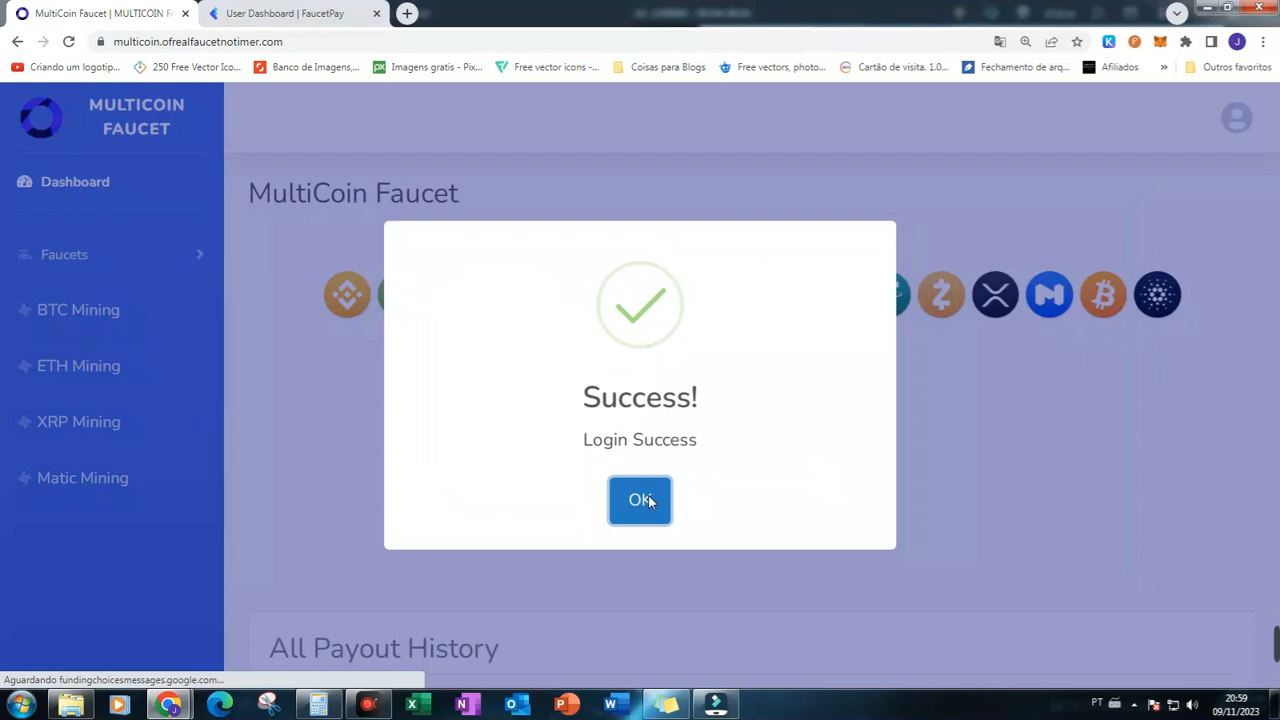 MultiCoin Faucet | MULTICOIN FA
User Dashboard | FaucetPay
multicoin.ofrealfaucetnotimer.com
Criando um logotip...
250 Free Vector Ico...
Banco de Imagens,...
px
Imagens gratis - Pix...
Free vector icons -...
Coisas para Blogs
Free vectors, photo...
Cartão de visita. 1.0...
Fechamento de arq...
Afiliados
»
Outros favoritos
MULTICOIN
FAUCET
Dashboard
Faucets
BTC Mining
ETH Mining
XRP Mining
Matic Mining
MultiCoin Faucet
Success!
Login Success
OK
All Payout History
Aguardando fundingchoicesmessages.google.com...
PT
20:59
09/11/2023